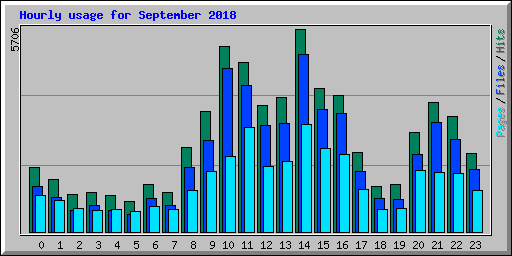 Hourly usage for September 2018
5706
Pages / Files / Hits
0 1 2 3 4 5 6 7 8 9 10 11 12 13 14 15 16 17 18 19 20 21 22 23